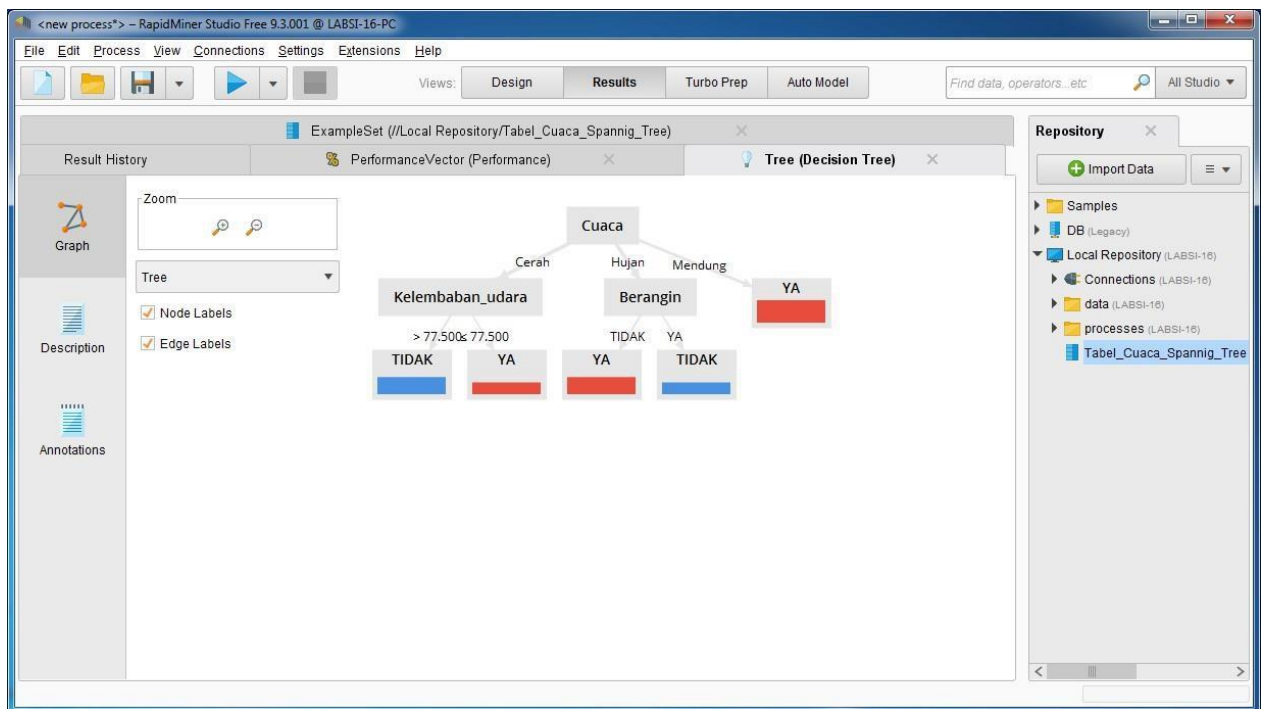 <new process*> – RapidMiner Studio Free 9.3.001 @ LABSI-16-PC
File Edit Process View Connections Settings Extensions Help
Views: Design Results Turbo Prep Auto Model Find data, operators...etc All Studio
ExampleSet (//Local Repository/Tabel_Cuaca_Spannig_Tree)
Result History PerformanceVector (Performance) Tree (Decision Tree)
Graph
Description
Annotations
Zoom
Tree
Node Labels
Edge Labels
Cuaca
Cerah Hujan Mendung
Kelembaban_udara Berangin YA
> 77.500 ≤ 77.500 TIDAK YA
TIDAK YA YA TIDAK
Repository
Import Data
Samples
DB (Legacy)
Local Repository (LABSI-16)
Connections (LABSI-16)
data (LABSI-16)
processes (LABSI-16)
Tabel_Cuaca_Spannig_Tree